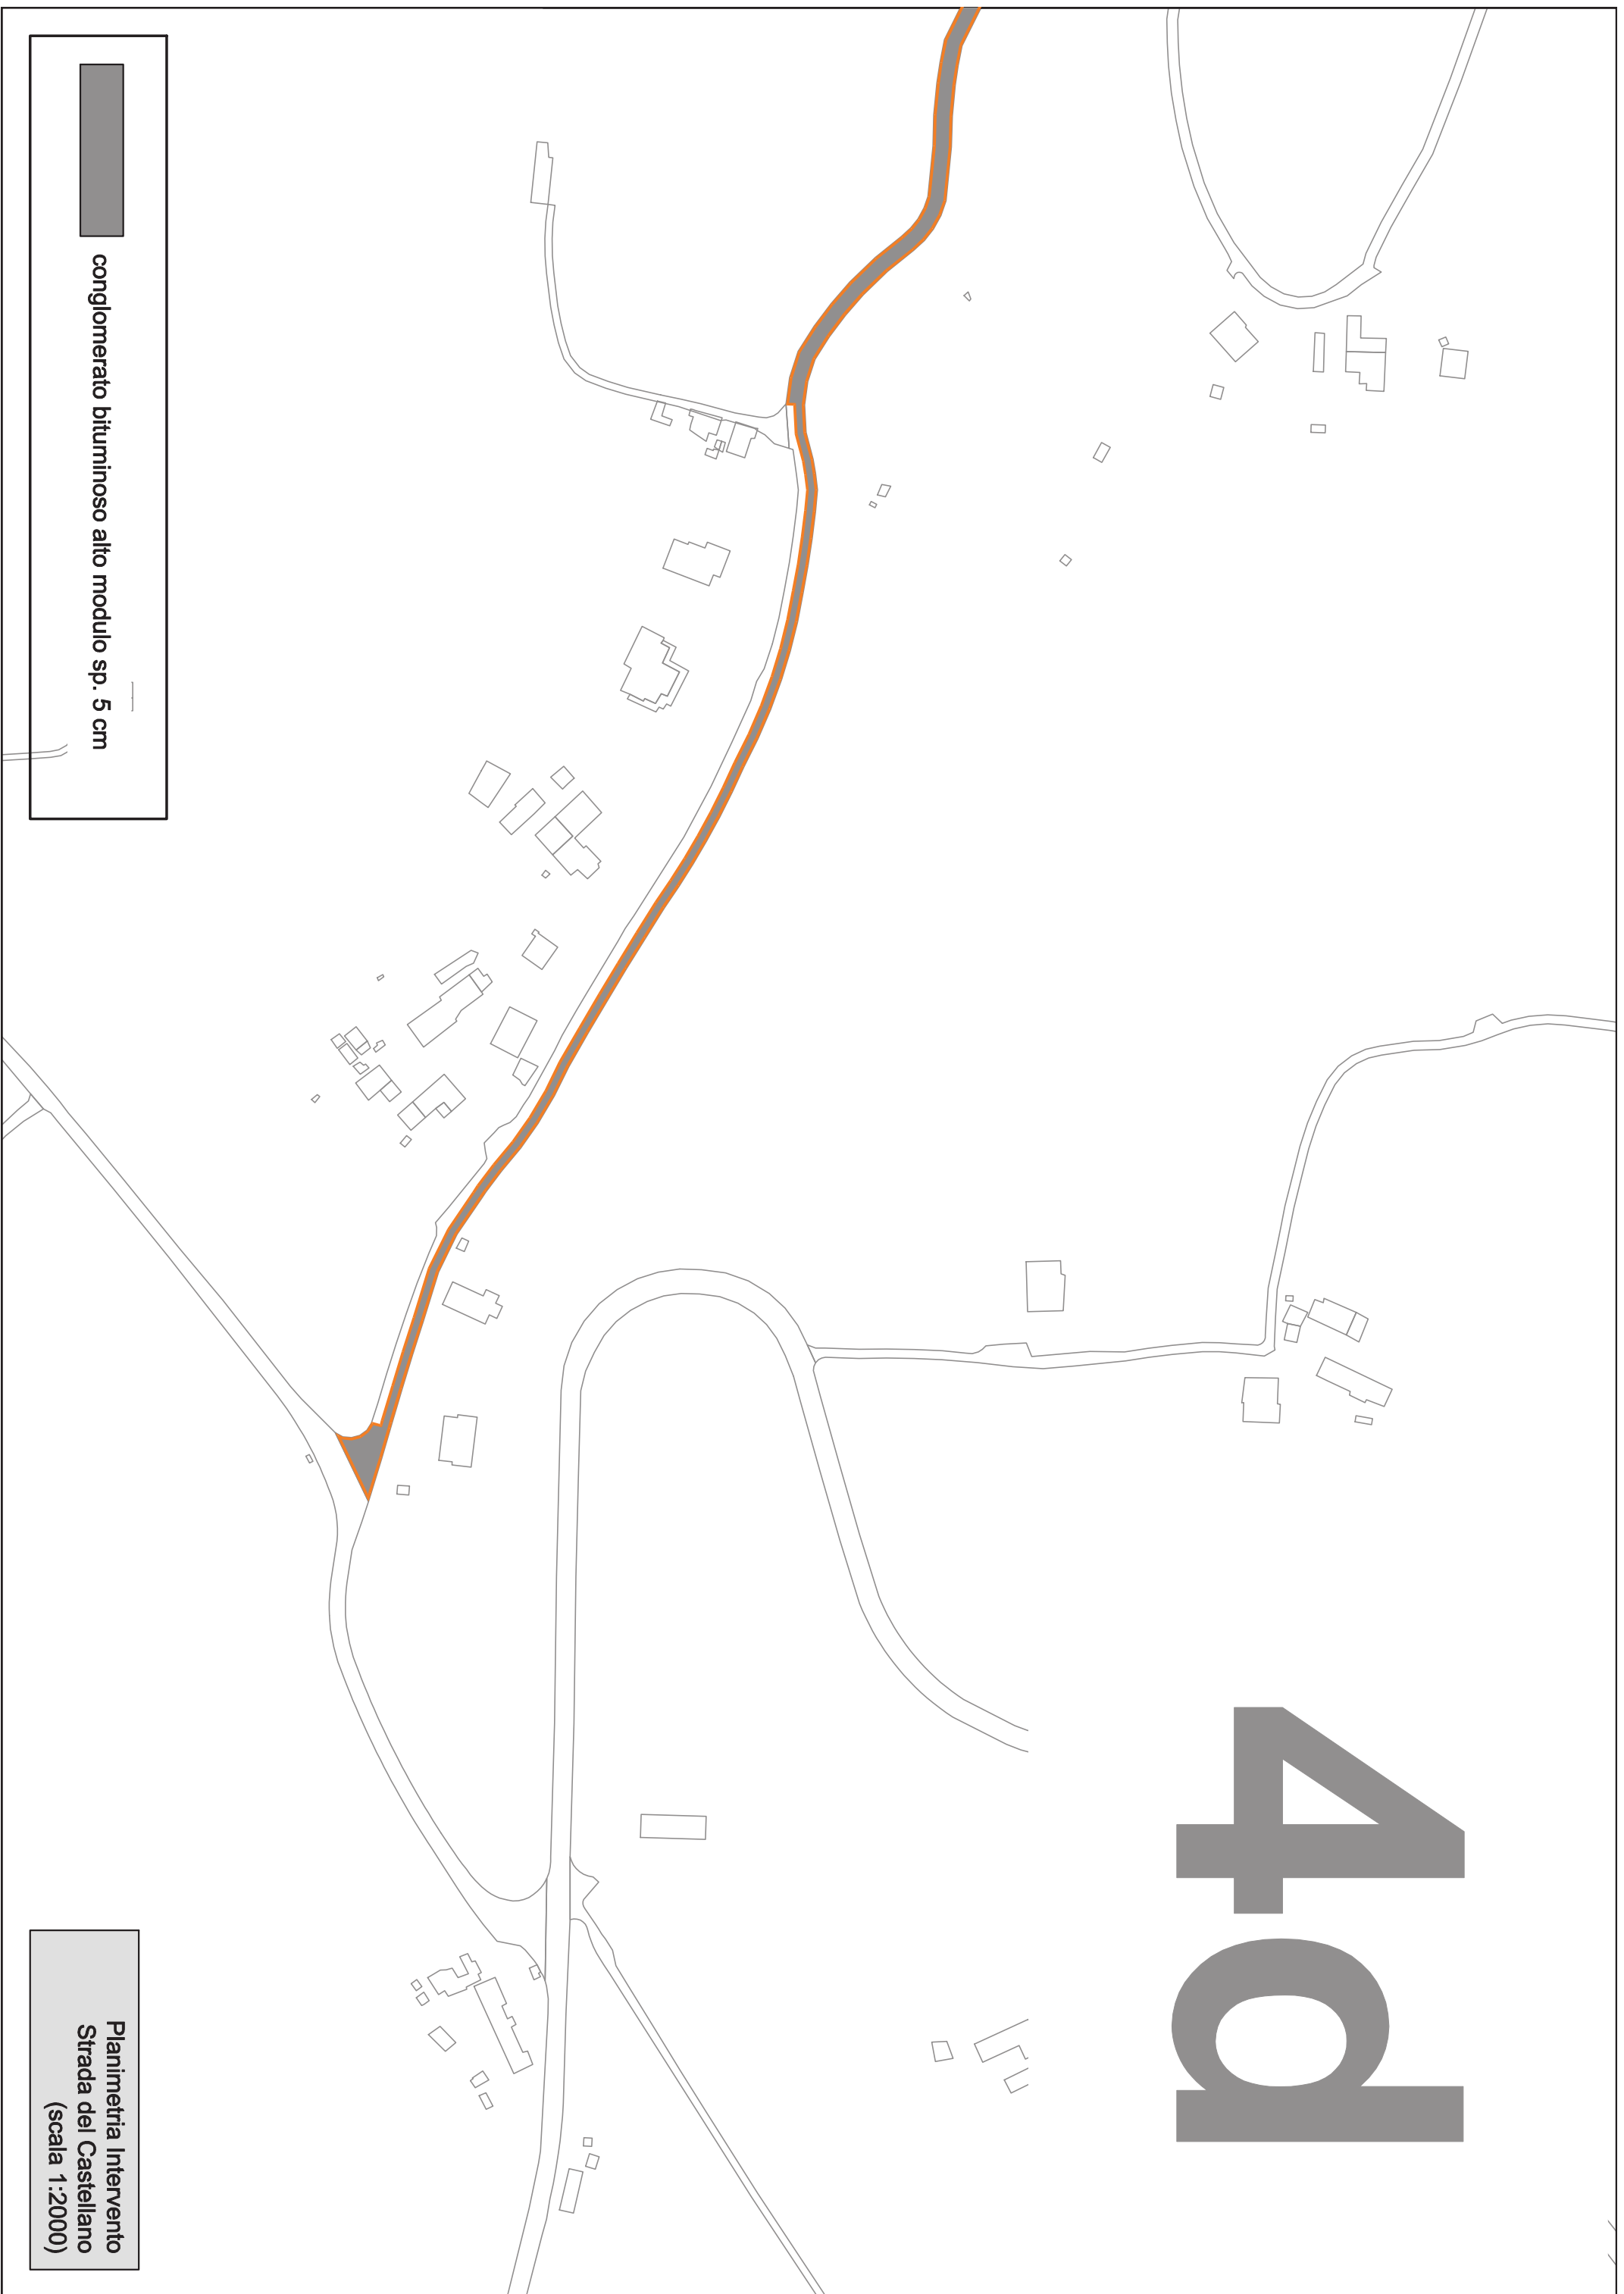 conglomerato bituminoso alto modulo sp. 5 cm
4d
Planimetria Intervento
Strada del Castellano
(scala 1:2000)